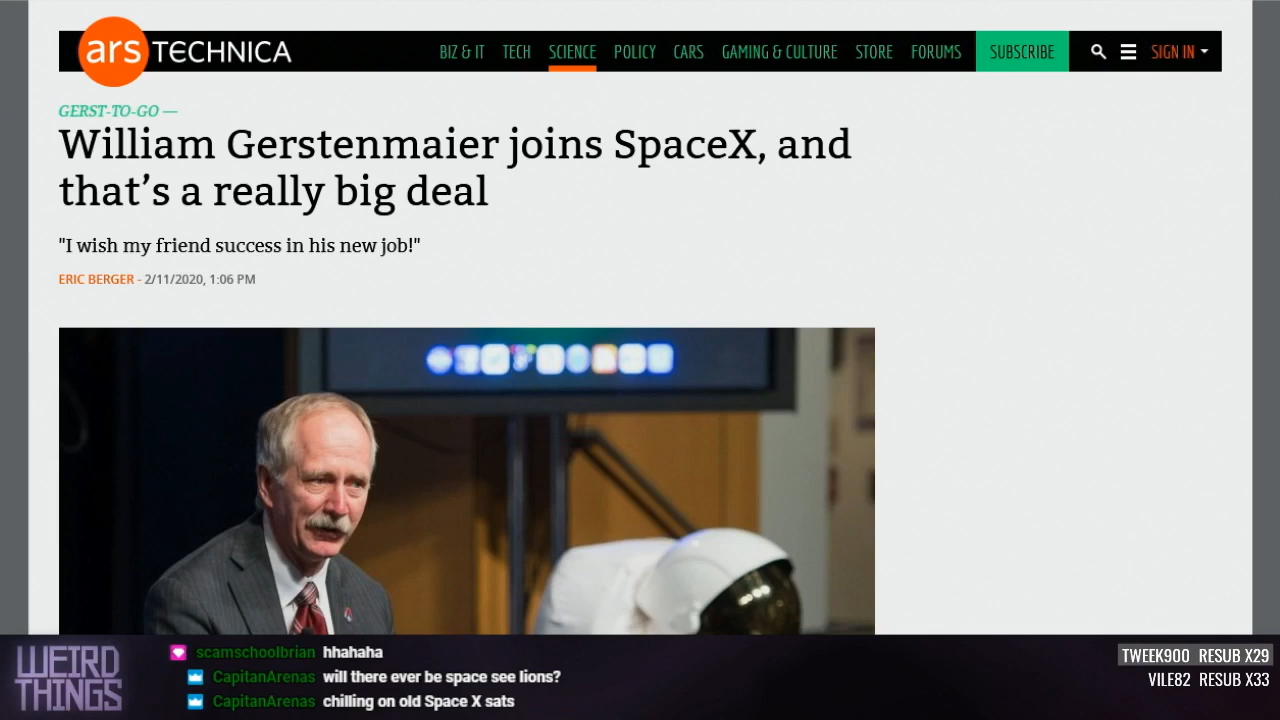 ars TECHNICA BIZ & IT TECH SCIENCE POLICY CARS GAMING & CULTURE STORE FORUMS SUBSCRIBE SIGN IN
GERST-TO-GO —
William Gerstenmaier joins SpaceX, and
that’s a really big deal
"I wish my friend success in his new job!"
ERIC BERGER - 2/11/2020, 1:06 PM
WEIRD
THINGS
scamschoolbrian hhahaha
CapitanArenas will there ever be space see lions?
CapitanArenas chilling on old Space X sats
TWEEK900 RESUB X29
VILE82 RESUB X33